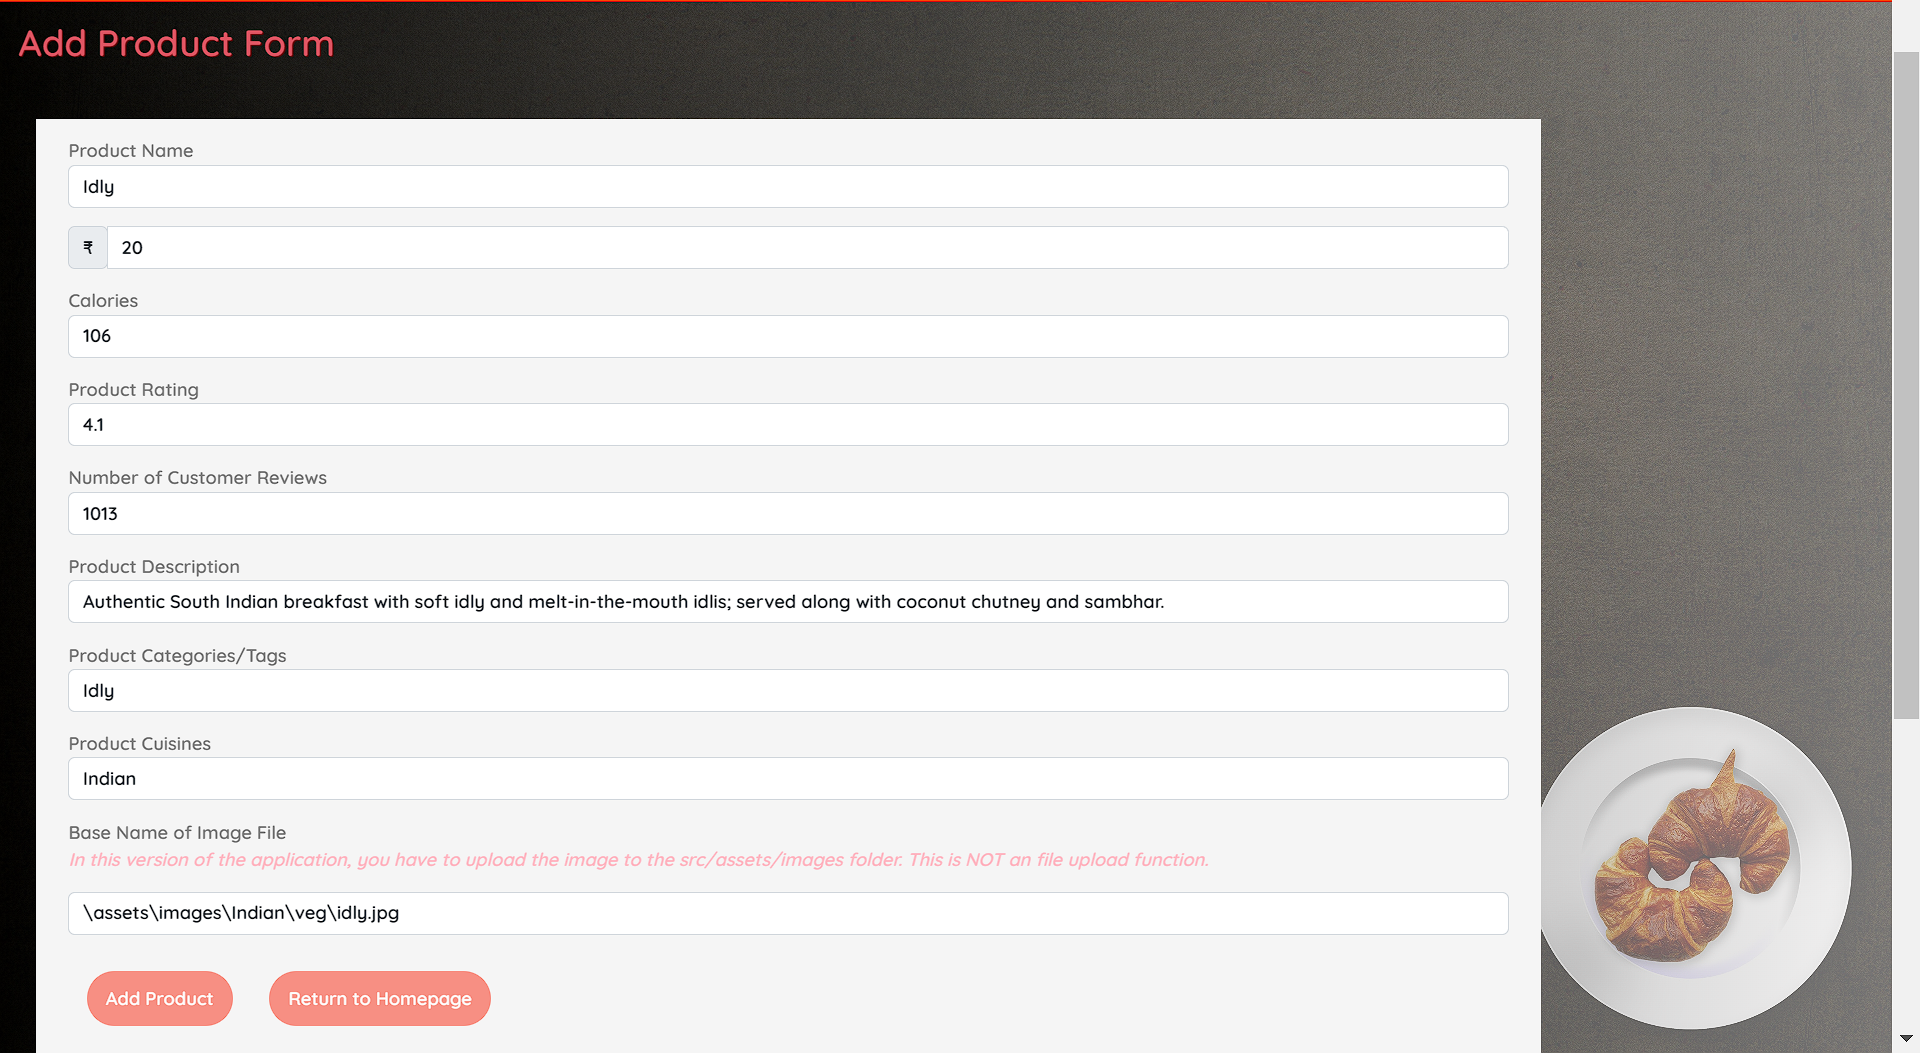 Add Product Form
Product Name
Idly
₹ 20
Calories
106
Product Rating
4.1
Number of Customer Reviews
1013
Product Description
Authentic South Indian breakfast with soft idly and melt-in-the-mouth idlis; served along with coconut chutney and sambhar.
Product Categories/Tags
Idly
Product Cuisines
Indian
Base Name of Image File
In this version of the application, you have to upload the image to the src/assets/images folder. This is NOT an file upload function.
\assets\images\Indian\veg\idly.jpg
Add Product Return to Homepage